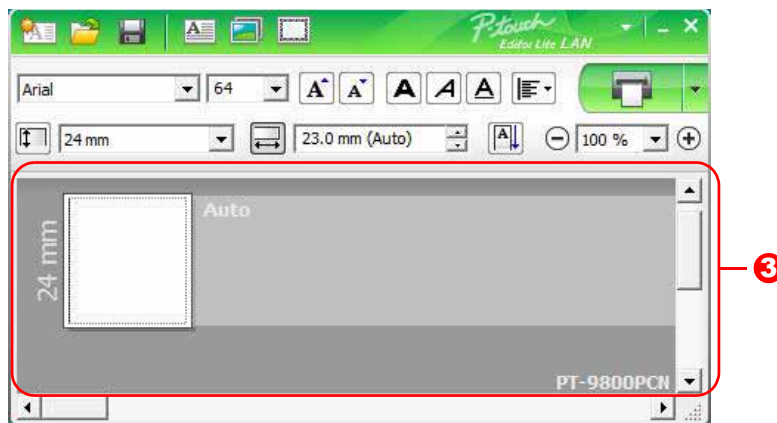 A A P-touch
Editor Lite LAN
Arial 64 A A A A A
24 mm 23.0 mm (Auto) A 100 %
Auto
24 mm
3
PT-9800PCN